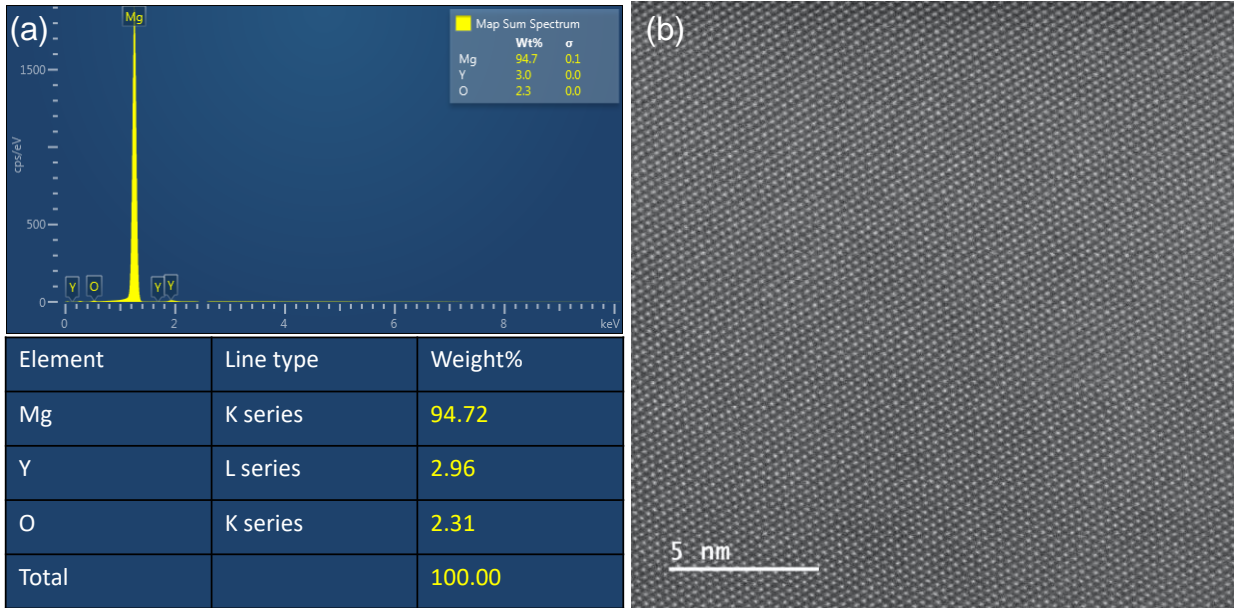 (a)
Mg
Map Sum Spectrum
Wt% σ
Mg 94.7 0.1
Y 3.0 0.0
O 2.3 0.0
1500
cps/eV
500
Y O Y Y
0
0 2 4 6 8 keV
Element Line type Weight%
Mg K series 94.72
Y L series 2.96
O K series 2.31
Total 100.00
(b)
5 nm